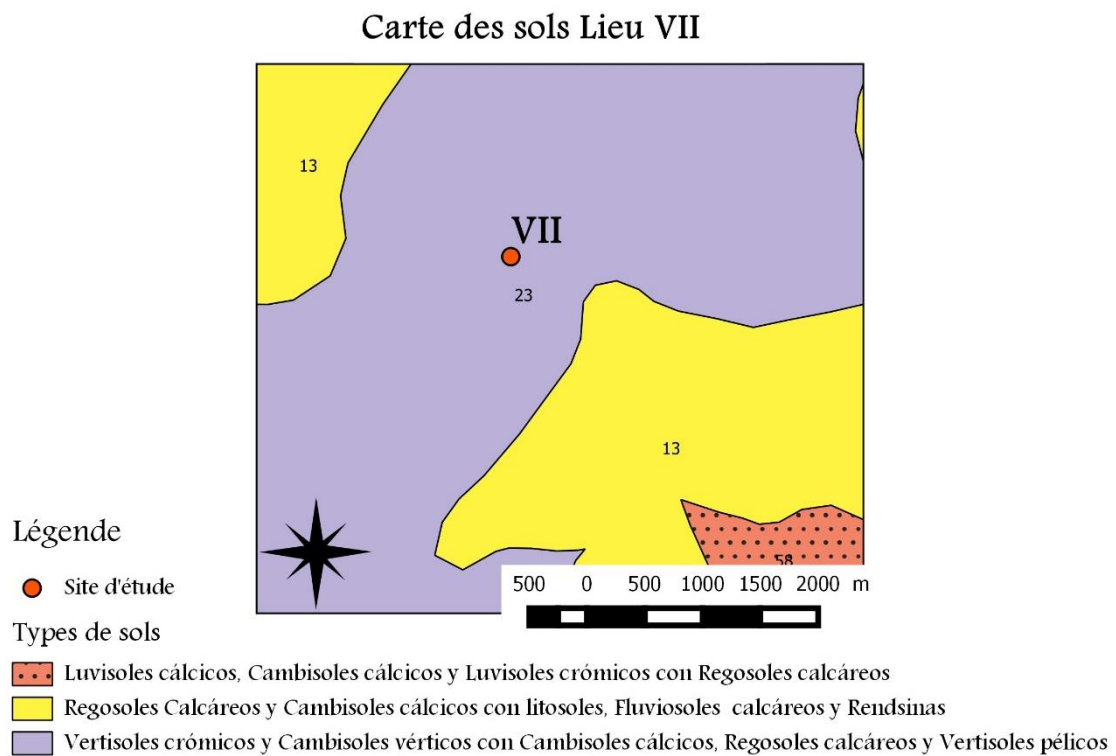 Carte des sols Lieu VII
13
VII
23
13
58
Légende
Site d'étude
500 0 500 1000 1500 2000 m
Types de sols
Luvisoles cálcicos, Cambisoles cálcicos y Luvisoles crómicos con Regosoles calcáreos
Regosoles Calcáreos y Cambisoles cálcicos con litosoles, Fluviosoles calcáreos y Rendsinas
Vertisoles crómicos y Cambisoles vérticos con Cambisoles cálcicos, Regosoles calcáreos y Vertisoles pélicos